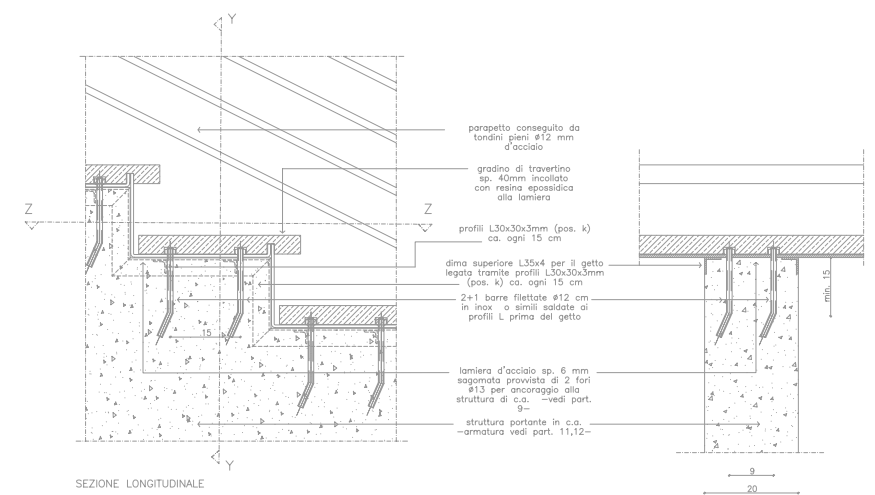 Y
parapetto conseguito da
tondini pieni ø12 mm
d'acciaio
gradino di travertino
sp. 40mm incollato
con resina epossidica
alla lamiera
Z
Z
profili L30x30x3mm (pos. k)
ca. ogni 15 cm
dima superiore L35x4 per il getto
legata tramite profili L30x30x3mm
(pos. k) ca. ogni 15 cm
min. 15
2+1 barre filettate ø12 cm
in inox o simili saldate ai
profili L prima del getto
15
lamiera d'acciaio sp. 6 mm
sagomata provvista di 2 fori
ø13 per ancoraggio alla
struttura di c.a. –vedi part.
9–
struttura portante in c.a.
–armatura vedi part. 11,12–
Y
9
20
SEZIONE LONGITUDINALE